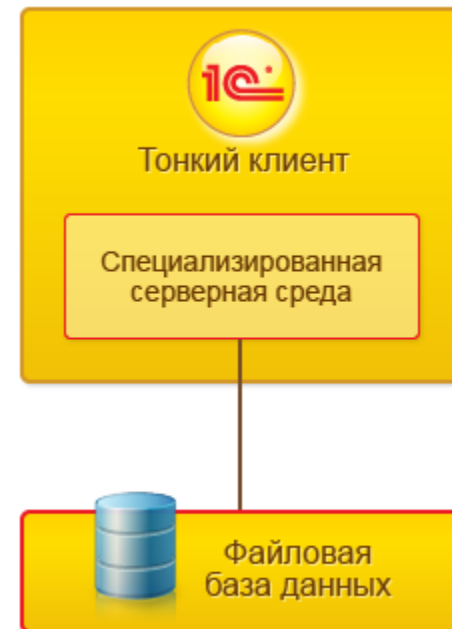 1С
Тонкий клиент
Специализированная
серверная среда
Файловая
база данных